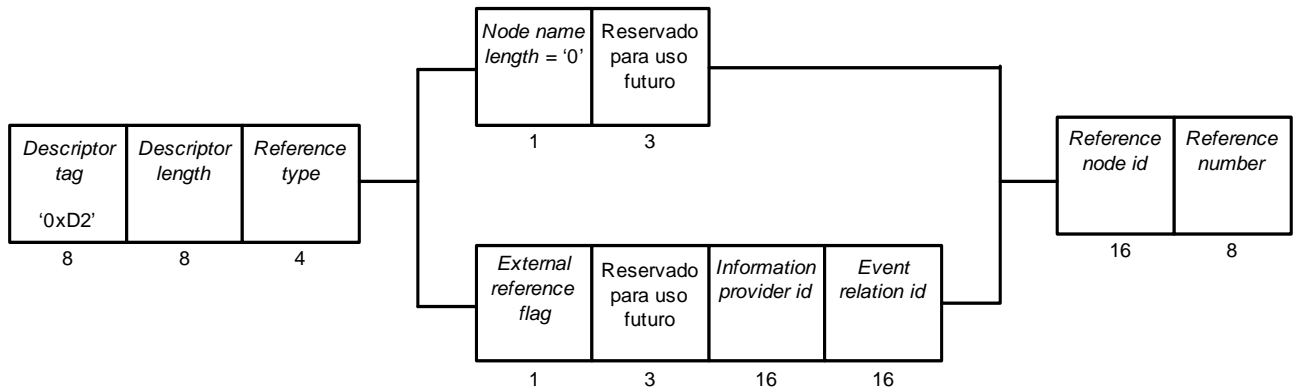 Descriptor
tag
‘0xD2’
8
Descriptor
length
8
Reference
type
4
Node name
length = ‘0’
1
Reservado
para uso
futuro
3
External
reference
flag
1
Reservado
para uso
futuro
3
Information
provider id
16
Event
relation id
16
Reference
node id
16
Reference
number
8